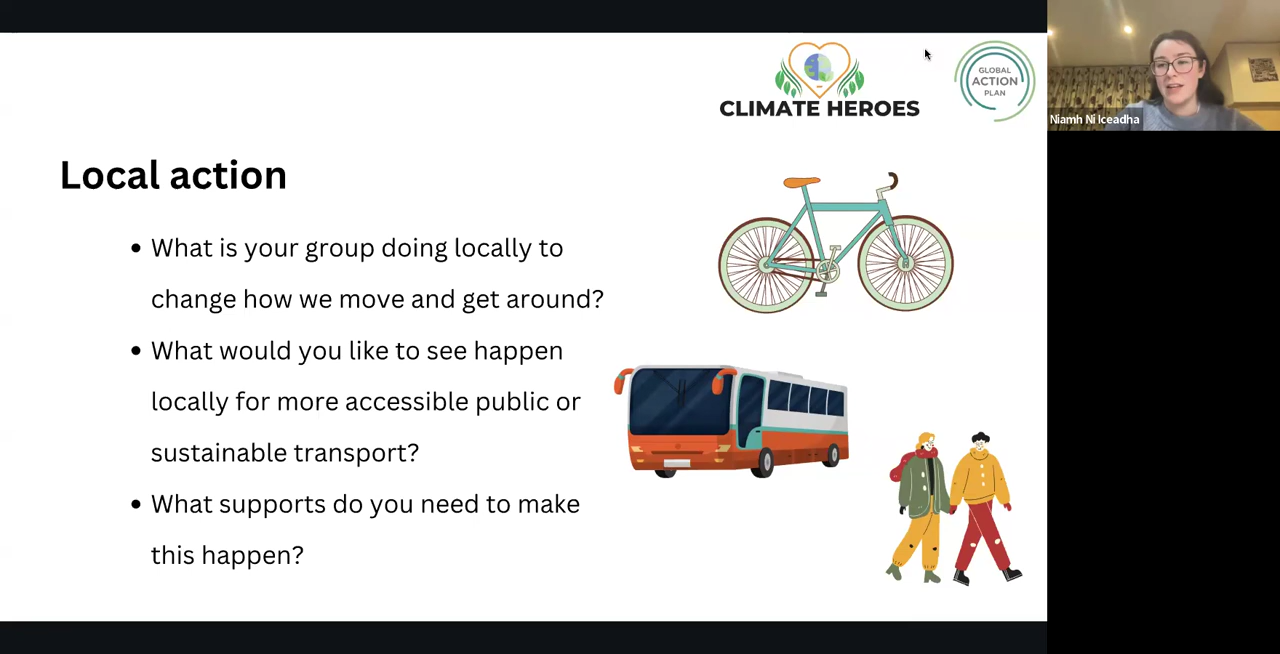 CLIMATE HEROES
GLOBAL
ACTION
PLAN
Niamh Ni Iceadha
Local action
• What is your group doing locally to
change how we move and get around?
• What would you like to see happen
locally for more accessible public or
sustainable transport?
• What supports do you need to make
this happen?